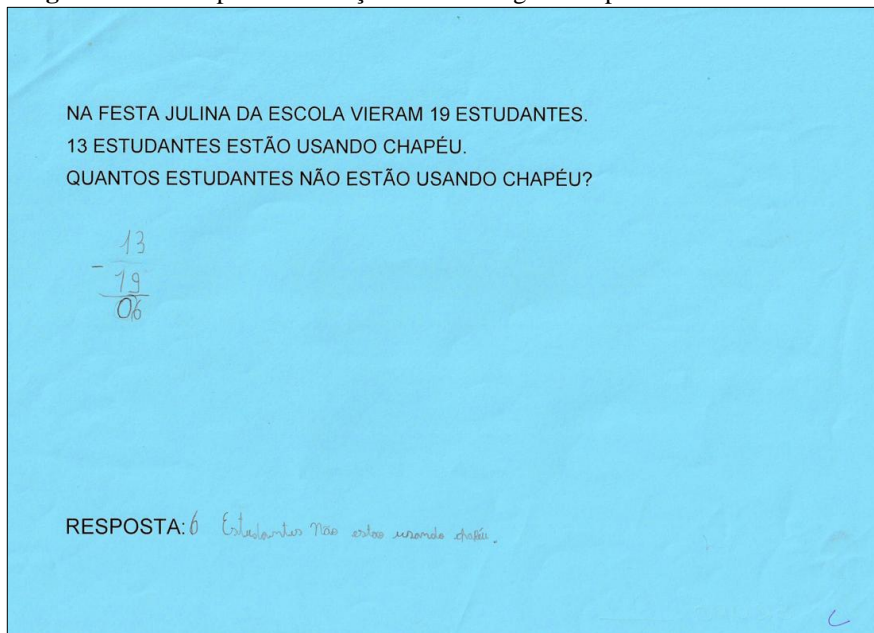 NA FESTA JULINA DA ESCOLA VIERAM 19 ESTUDANTES.
13 ESTUDANTES ESTÃO USANDO CHAPÉU.
QUANTOS ESTUDANTES NÃO ESTÃO USANDO CHAPÉU?
13
- 19
06
RESPOSTA: 6 Estudantes Não estão usando chapéu.
C